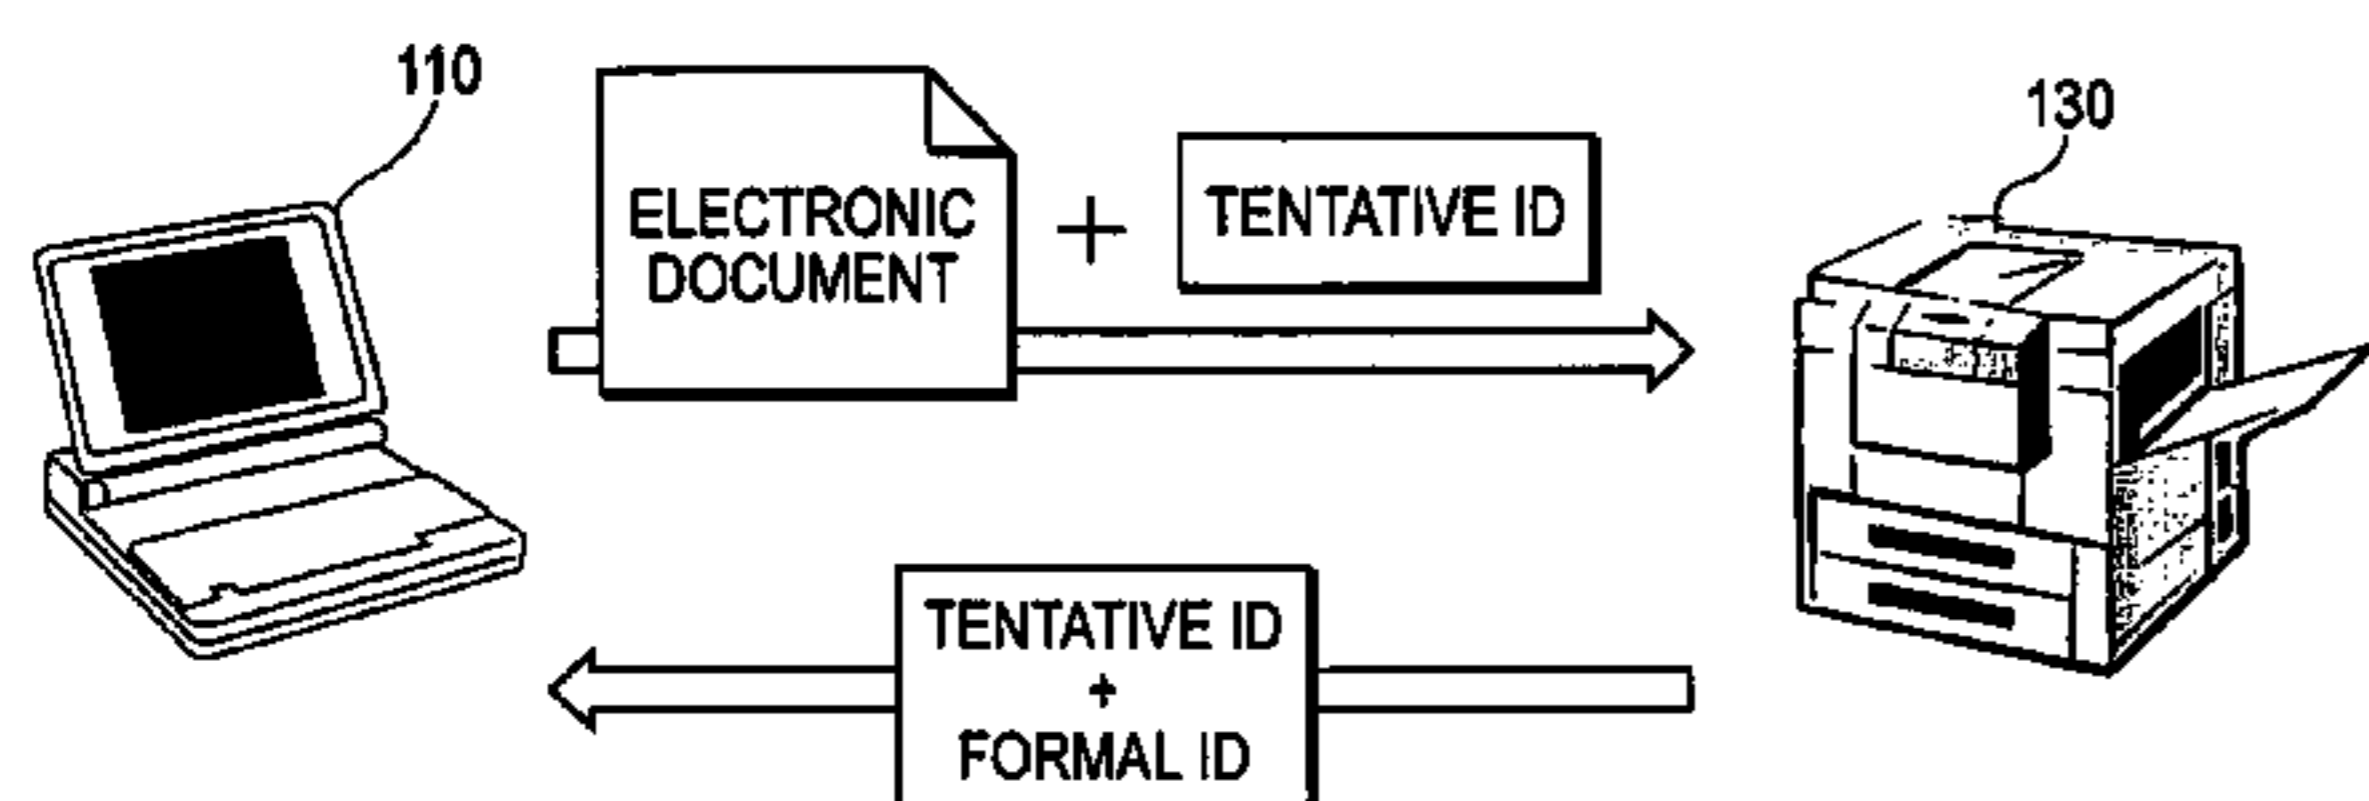 110
130
ELECTRONIC
DOCUMENT
+
TENTATIVE ID
TENTATIVE ID
+
FORMAL ID